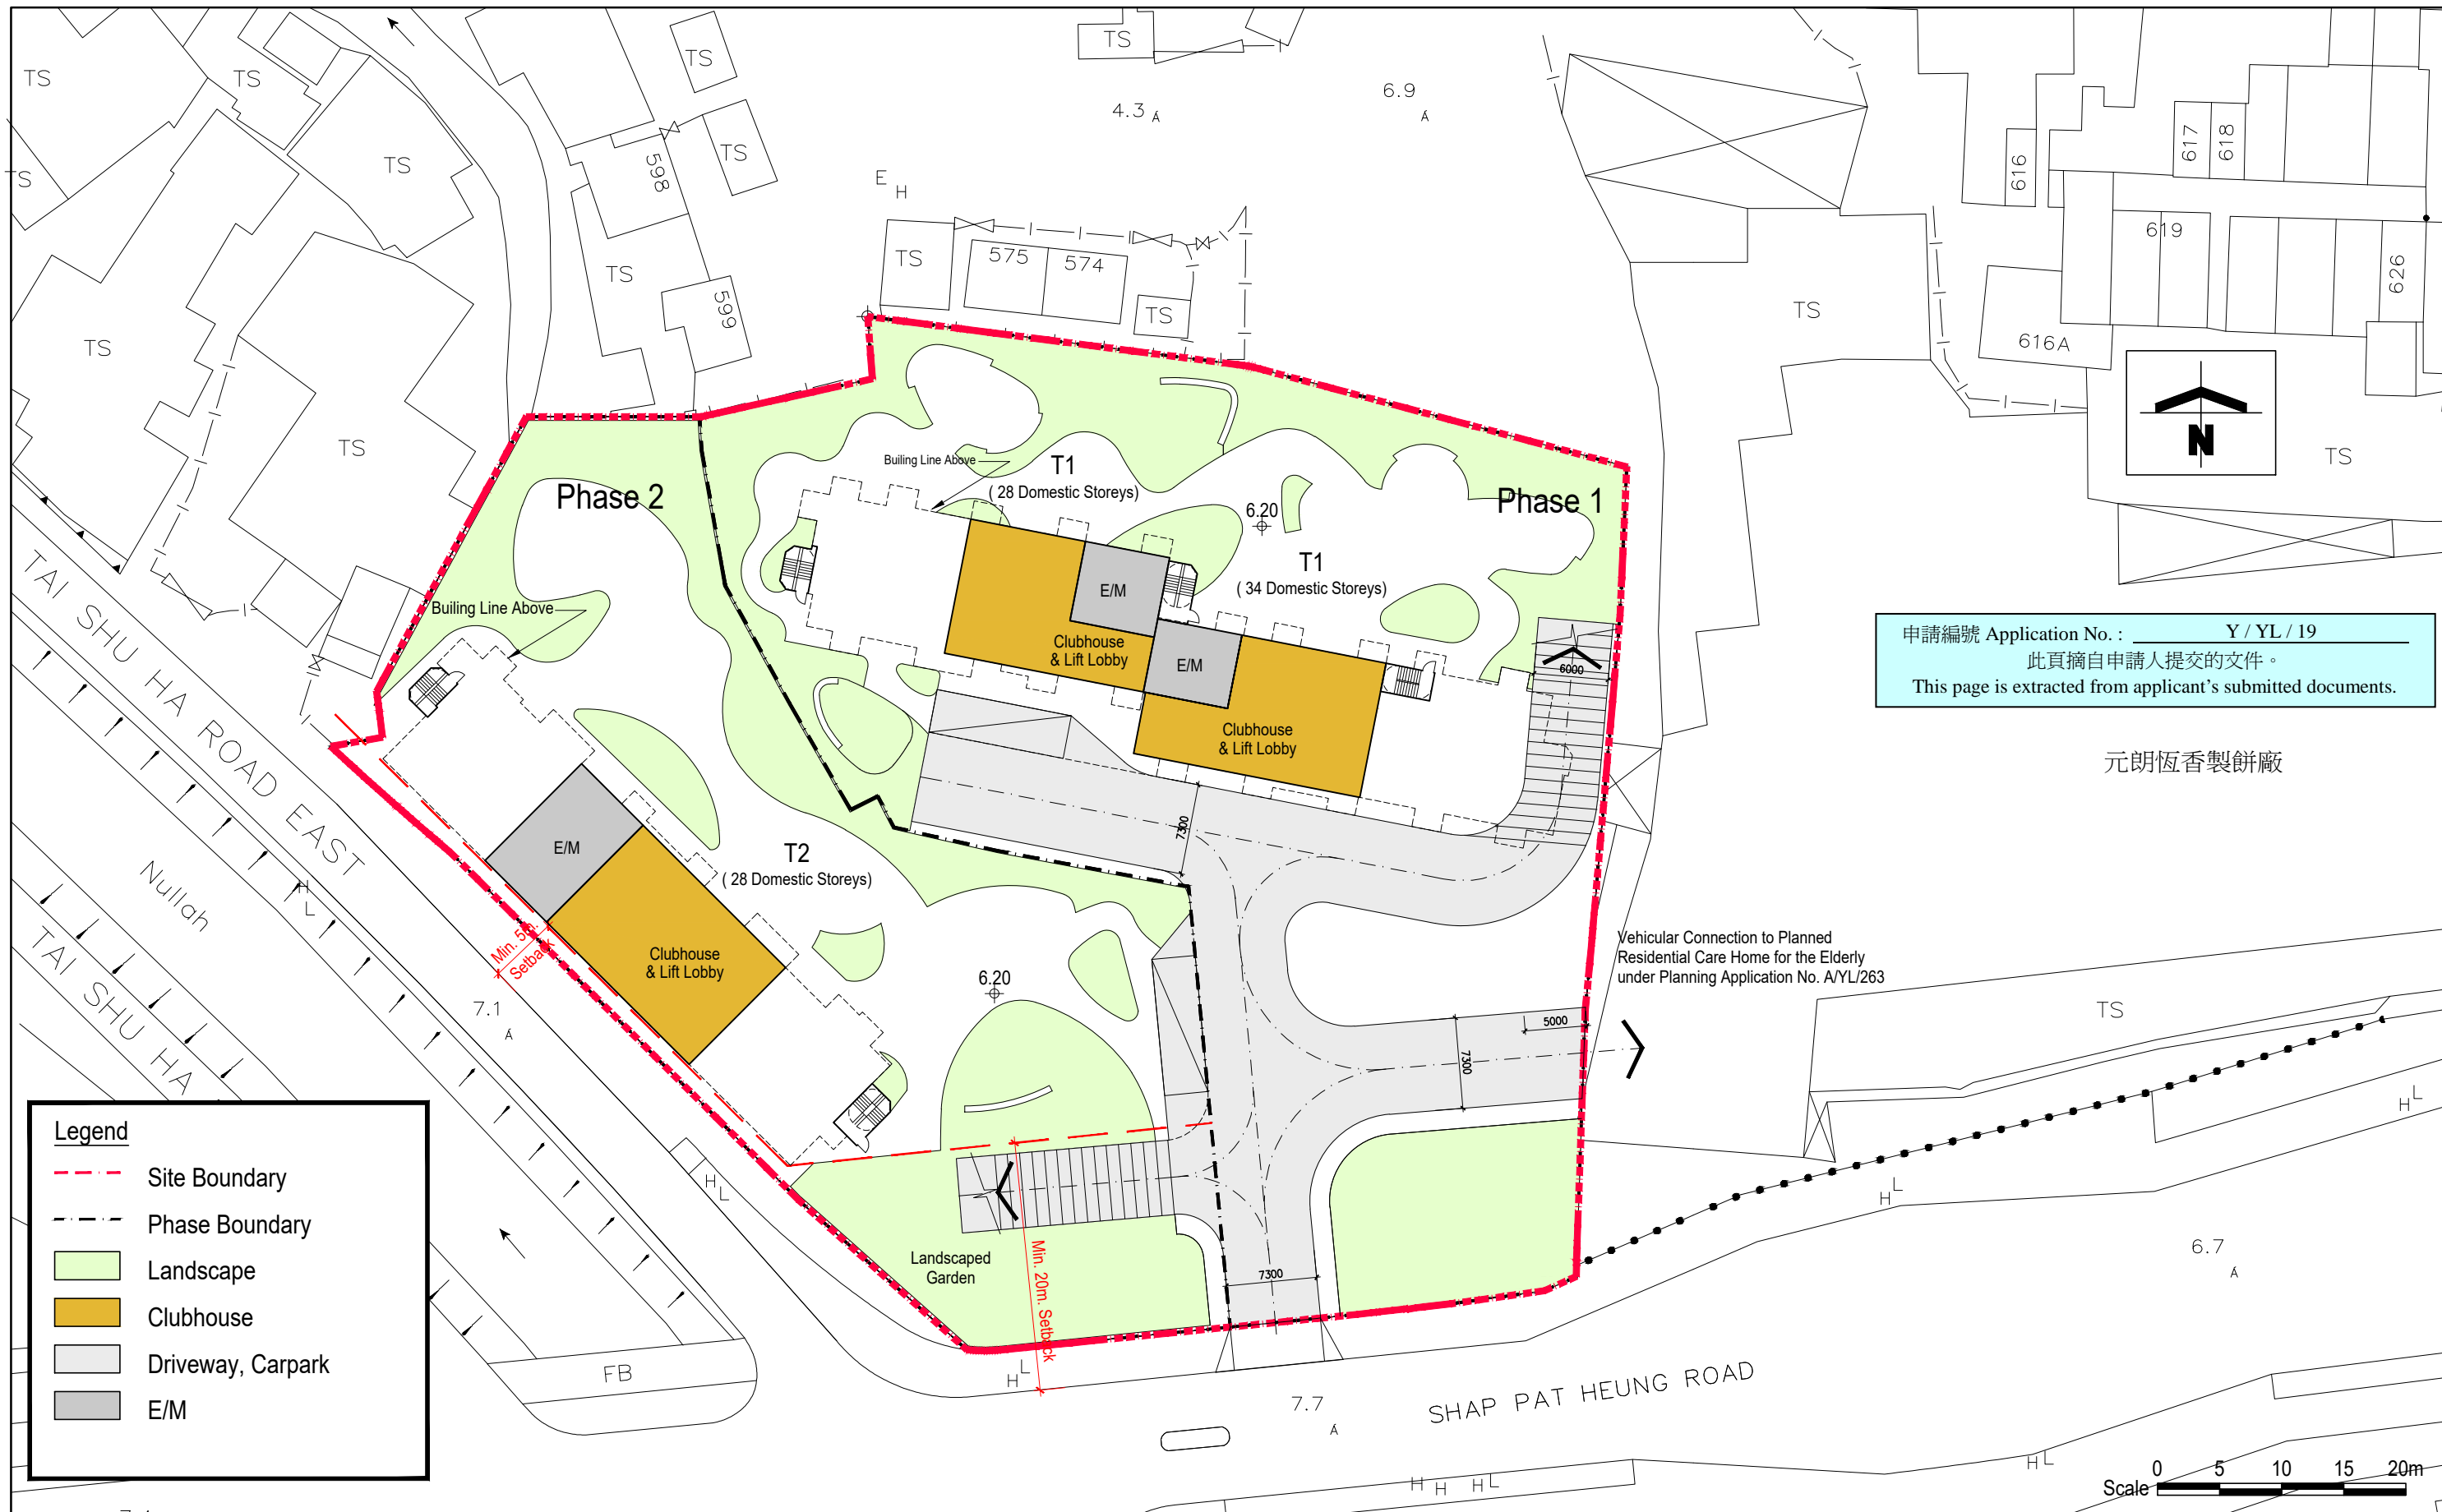 TS
TS
TS
TS
TS
TS
TS
TS
TS
598
599
TS
E
H
TS
575
574
TS
TS
4.3
6.9
TS
616
617
618
619
626
616A
TS
N
Phase 2
Phase 1
Builing Line Above
T1
( 28 Domestic Storeys)
6.20
T1
( 34 Domestic Storeys)
E/M
Clubhouse
& Lift Lobby
E/M
Clubhouse
& Lift Lobby
6000
7300
Builing Line Above
E/M
Clubhouse
& Lift Lobby
T2
( 28 Domestic Storeys)
6.20
Min. 5m.
Setback
申請編號 Application No. : Y / YL / 19
此頁摘自申請人提交的文件。
This page is extracted from applicant's submitted documents.
元朗恆香製餅廠
Vehicular Connection to Planned
Residential Care Home for the Elderly
under Planning Application No. A/YL/263
5000
7300
7300
Landscaped
Garden
Min. 20m. Setback
TAI SHU HA ROAD EAST
Nullah
TAI SHU HA
H
L
7.1
H
L
FB
H
L
7.7
SHAP PAT HEUNG ROAD
TS
H
L
H
L
6.7
H
H
H
L
H
L
Legend
Site Boundary
Phase Boundary
Landscape
Clubhouse
Driveway, Carpark
E/M
Scale
0 5 10 15 20m